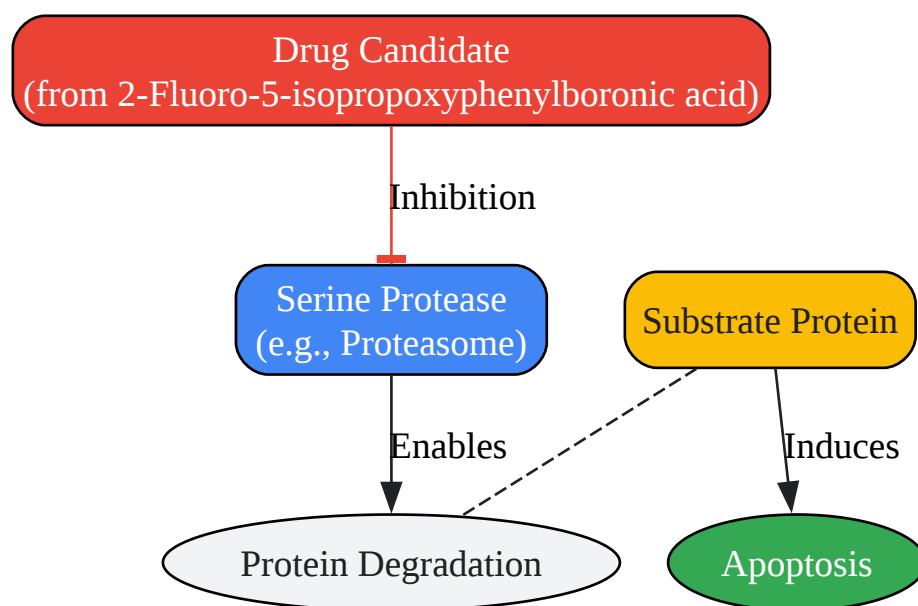 Drug Candidate
(from 2-Fluoro-5-isopropoxyphenylboronic acid)
Inhibition
Serine Protease
(e.g., Proteasome)
Substrate Protein
Enables
Induces
Protein Degradation
Apoptosis